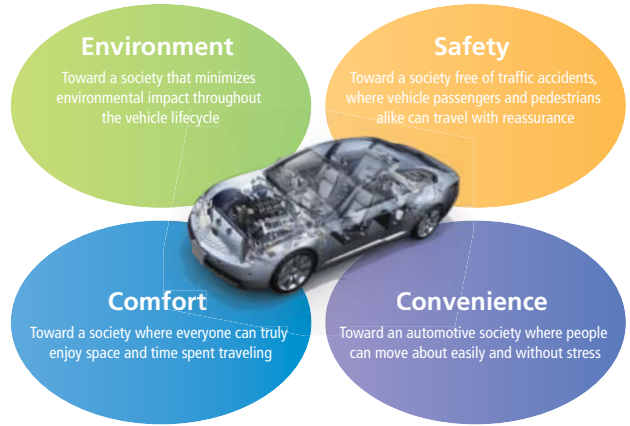 Environment
Toward a society that minimizes
environmental impact throughout
the vehicle lifecycle
Safety
Toward a society free of traffic accidents,
where vehicle passengers and pedestrians
alike can travel with reassurance
Comfort
Toward a society where everyone can truly
enjoy space and time spent traveling
Convenience
Toward an automotive society where people
can move about easily and without stress